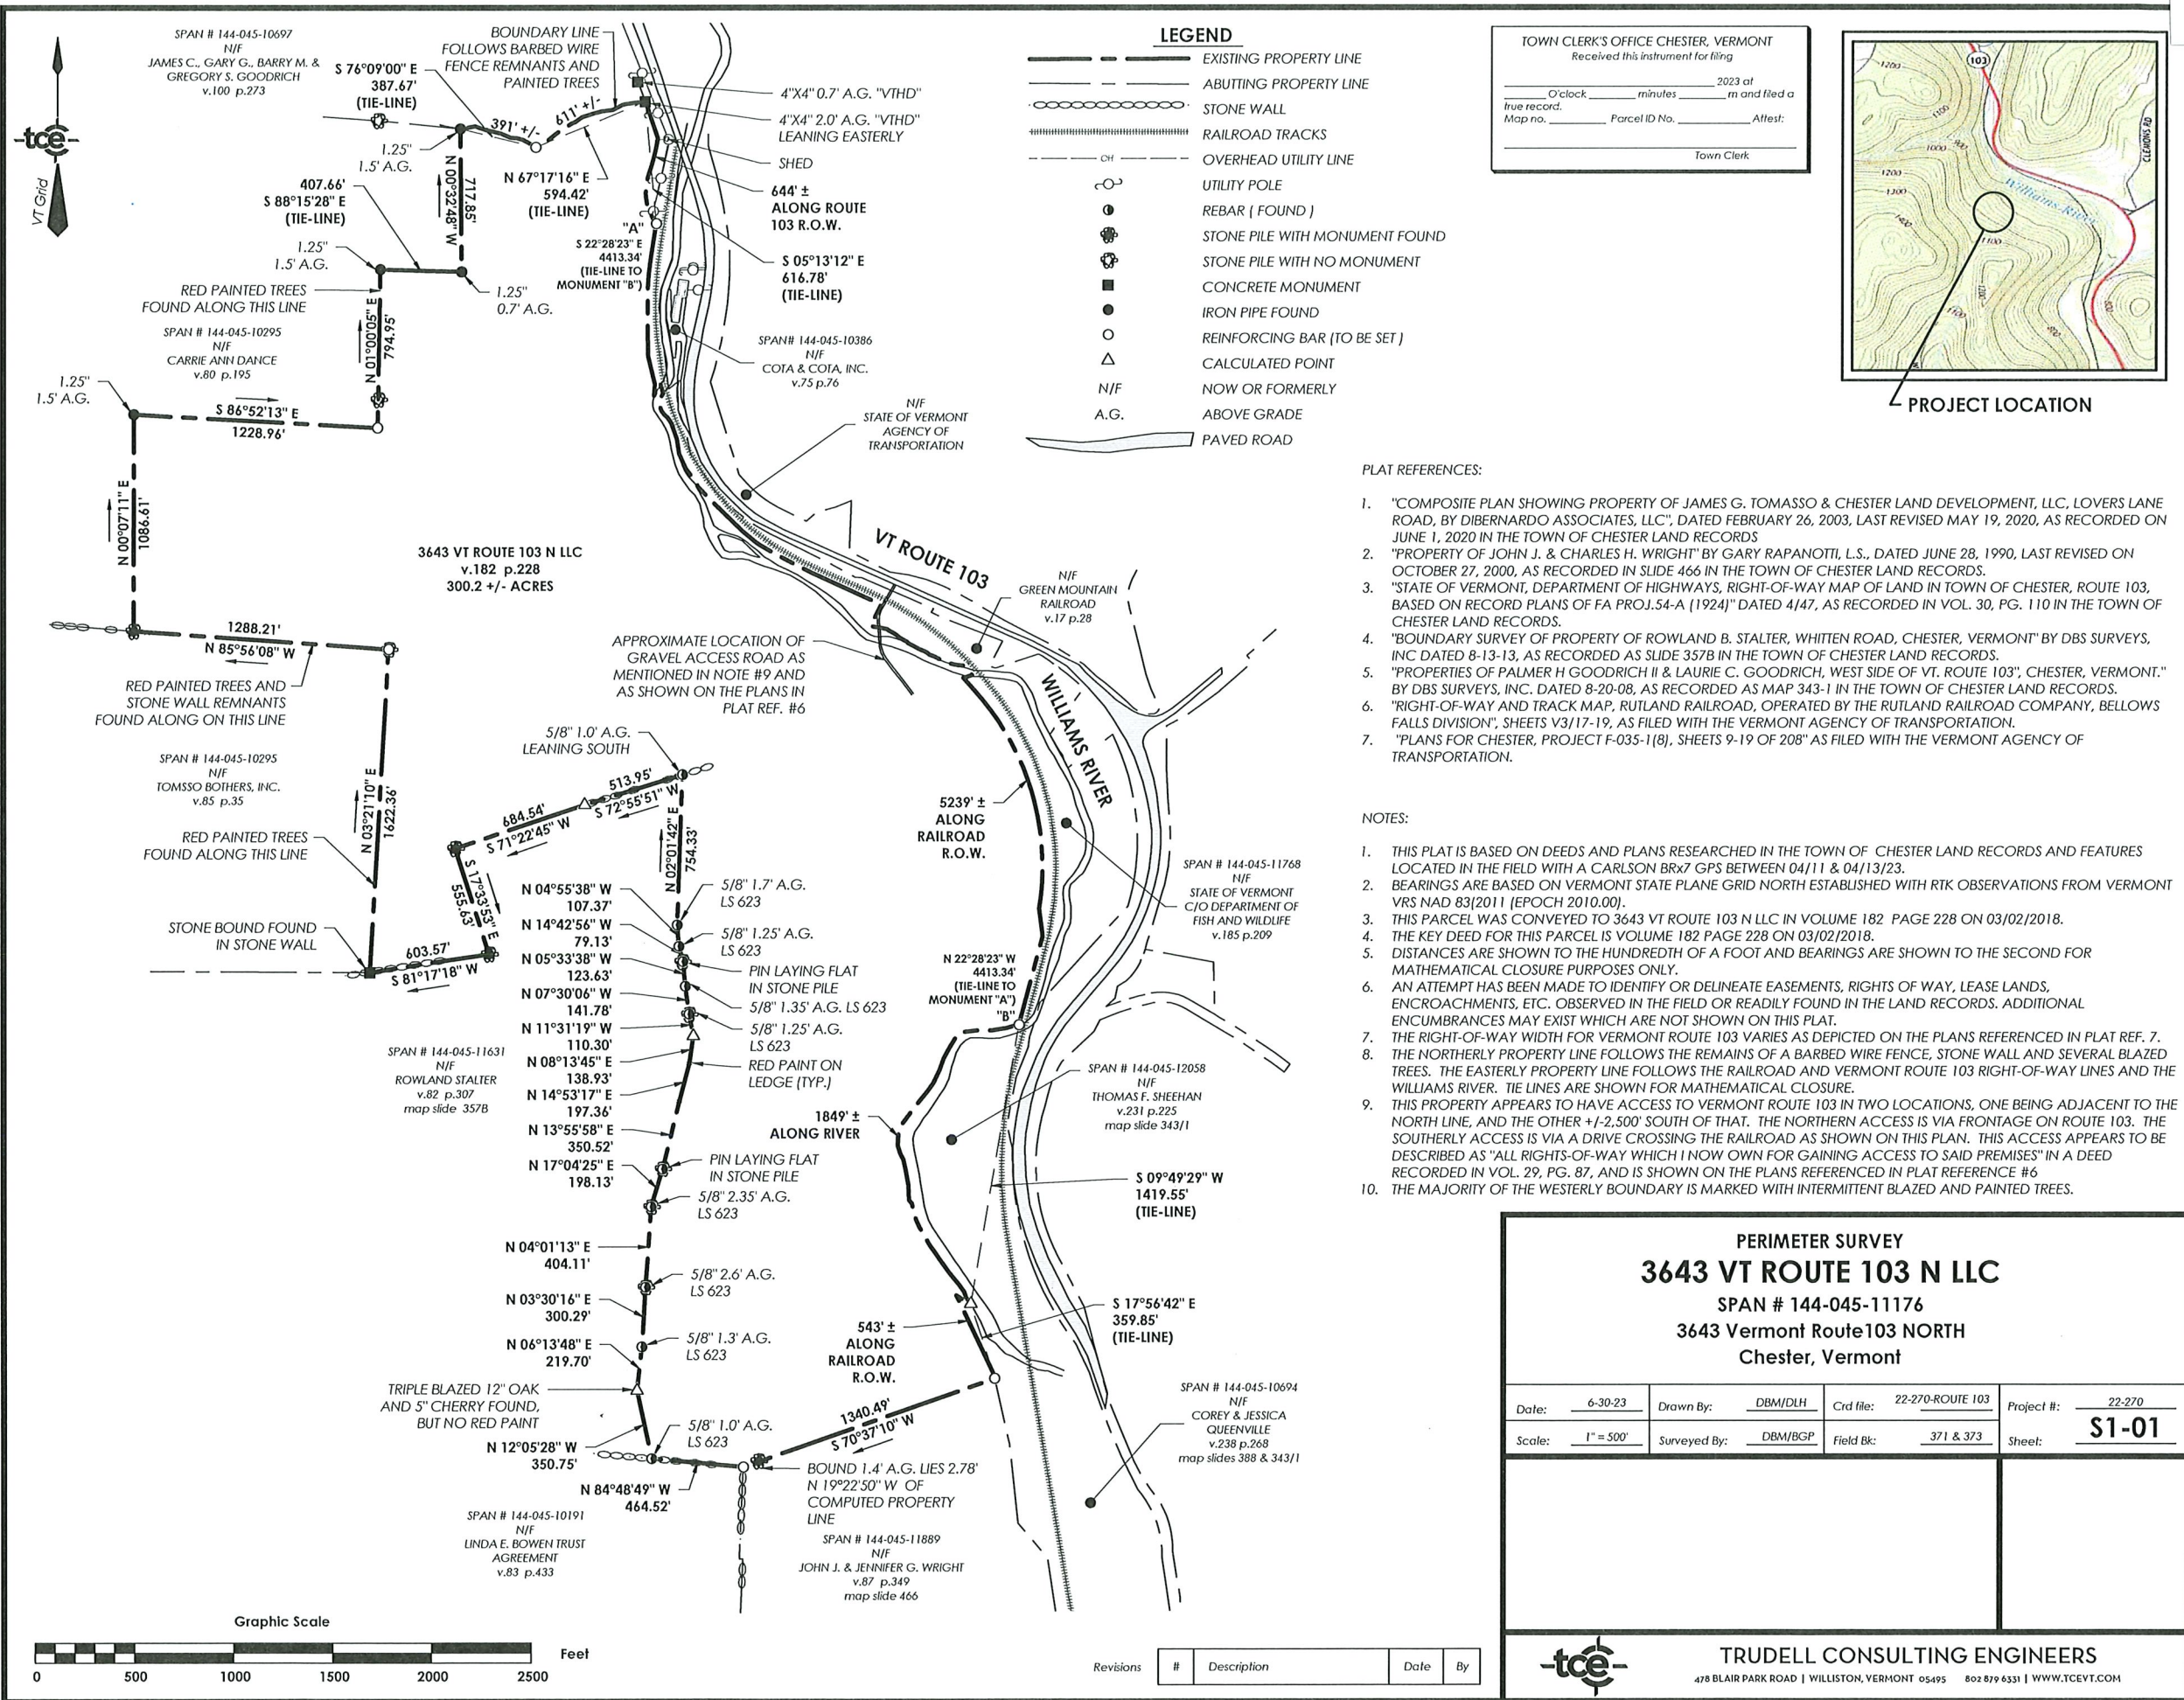 SPAN # 144-045-10697
N/F
JAMES C., GARY G., BARRY M. &
GREGORY S. GOODRICH
v.100 p.273
S 76°09'00" E
387.67'
(TIE-LINE)
BOUNDARY LINE
FOLLOWS BARBED WIRE
FENCE REMNANTS AND
PAINTED TREES
391' +/-
611' +/-
4"X4" 0.7' A.G. "VTHD"
4"X4" 2.0' A.G. "VTHD"
LEANING EASTERLY
SHED
tce
VT Grid
1.25"
1.5' A.G.
N 00°32'48" W
717.85'
N 67°17'16" E
594.42'
(TIE-LINE)
644' ±
ALONG ROUTE
103 R.O.W.
407.66'
S 88°15'28" E
(TIE-LINE)
"A"
S 22°28'23" E
4413.34'
(TIE-LINE TO
MONUMENT "B")
S 05°13'12" E
616.78'
(TIE-LINE)
1.25"
1.5' A.G.
1.25"
0.7' A.G.
RED PAINTED TREES
FOUND ALONG THIS LINE
SPAN # 144-045-10295
N/F
CARRIE ANN DANCE
v.80 p.195
N 01°00'05" E
794.95'
SPAN# 144-045-10386
N/F
COTA & COTA, INC.
v.75 p.76
1.25"
1.5' A.G.
S 86°52'13" E
1228.96'
N/F
STATE OF VERMONT
AGENCY OF
TRANSPORTATION
N 00°07'11" E
1086.61'
3643 VT ROUTE 103 N LLC
v.182 p.228
300.2 +/- ACRES
VT ROUTE 103
N/F
GREEN MOUNTAIN
RAILROAD
v.17 p.28
1288.21'
N 85°56'08" W
APPROXIMATE LOCATION OF
GRAVEL ACCESS ROAD AS
MENTIONED IN NOTE #9 AND
AS SHOWN ON THE PLANS IN
PLAT REF. #6
RED PAINTED TREES AND
STONE WALL REMNANTS
FOUND ALONG ON THIS LINE
WILLIAMS RIVER
5/8" 1.0' A.G.
LEANING SOUTH
SPAN # 144-045-10295
N/F
TOMSSO BOTHERS, INC.
v.85 p.35
N 03°21'10" E
1622.36'
513.95'
S 72°55'51" W
684.54'
S 71°22'45" W
5239' ±
ALONG
RAILROAD
R.O.W.
RED PAINTED TREES
FOUND ALONG THIS LINE
N 02°01'42" E
754.33'
S 17°33'53" E
555.63'
SPAN # 144-045-11768
N/F
STATE OF VERMONT
C/O DEPARTMENT OF
FISH AND WILDLIFE
v.185 p.209
STONE BOUND FOUND
IN STONE WALL
603.57'
S 81°17'18" W
N 04°55'38" W
107.37'
5/8" 1.7' A.G.
LS 623
N 14°42'56" W
79.13'
5/8" 1.25' A.G.
LS 623
N 05°33'38" W
123.63'
PIN LAYING FLAT
IN STONE PILE
N 07°30'06" W
141.78'
5/8" 1.35' A.G. LS 623
N 11°31'19" W
110.30'
5/8" 1.25' A.G.
LS 623
N 08°13'45" E
138.93'
RED PAINT ON
LEDGE (TYP.)
N 14°53'17" E
197.36'
N 13°55'58" E
350.52'
N 17°04'25" E
198.13'
PIN LAYING FLAT
IN STONE PILE
5/8" 2.35' A.G.
LS 623
N 22°28'23" W
4413.34'
(TIE-LINE TO
MONUMENT "A")
"B"
SPAN # 144-045-11631
N/F
ROWLAND STALTER
v.82 p.307
map slide 357B
SPAN # 144-045-12058
N/F
THOMAS F. SHEEHAN
v.231 p.225
map slide 343/1
1849' ±
ALONG RIVER
S 09°49'29" W
1419.55'
(TIE-LINE)
N 04°01'13" E
404.11'
5/8" 2.6' A.G.
LS 623
N 03°30'16" E
300.29'
N 06°13'48" E
219.70'
5/8" 1.3' A.G.
LS 623
543' ±
ALONG
RAILROAD
R.O.W.
S 17°56'42" E
359.85'
(TIE-LINE)
TRIPLE BLAZED 12" OAK
AND 5" CHERRY FOUND,
BUT NO RED PAINT
1340.49'
S 70°37'10" W
SPAN # 144-045-10694
N/F
COREY & JESSICA
QUEENVILLE
v.238 p.268
map slides 388 & 343/1
N 12°05'28" W
350.75'
5/8" 1.0' A.G.
LS 623
N 84°48'49" W
464.52'
BOUND 1.4' A.G. LIES 2.78'
N 19°22'50" W OF
COMPUTED PROPERTY
LINE
SPAN # 144-045-10191
N/F
LINDA E. BOWEN TRUST
AGREEMENT
v.83 p.433
SPAN # 144-045-11889
N/F
JOHN J. & JENNIFER G. WRIGHT
v.87 p.349
map slide 466
Graphic Scale
Feet
0 500 1000 1500 2000 2500
Revisions # Description Date By
LEGEND
EXISTING PROPERTY LINE
ABUTTING PROPERTY LINE
STONE WALL
RAILROAD TRACKS
OH OVERHEAD UTILITY LINE
UTILITY POLE
REBAR ( FOUND )
STONE PILE WITH MONUMENT FOUND
STONE PILE WITH NO MONUMENT
CONCRETE MONUMENT
IRON PIPE FOUND
REINFORCING BAR (TO BE SET )
CALCULATED POINT
N/F NOW OR FORMERLY
A.G. ABOVE GRADE
PAVED ROAD
TOWN CLERK'S OFFICE CHESTER, VERMONT
Received this instrument for filing
2023 at
O'clock minutes m and filed a
true record.
Map no. Parcel ID No. Attest:
Town Clerk
103
CLEMONS RD
Williams River
1200
1100
1000
1200
1300
1400
1100
1200
PROJECT LOCATION
PLAT REFERENCES:
1. "COMPOSITE PLAN SHOWING PROPERTY OF JAMES G. TOMASSO & CHESTER LAND DEVELOPMENT, LLC, LOVERS LANE
ROAD, BY DIBERNARDO ASSOCIATES, LLC", DATED FEBRUARY 26, 2003, LAST REVISED MAY 19, 2020, AS RECORDED ON
JUNE 1, 2020 IN THE TOWN OF CHESTER LAND RECORDS
2. "PROPERTY OF JOHN J. & CHARLES H. WRIGHT" BY GARY RAPANOTTI, L.S., DATED JUNE 28, 1990, LAST REVISED ON
OCTOBER 27, 2000, AS RECORDED IN SLIDE 466 IN THE TOWN OF CHESTER LAND RECORDS.
3. "STATE OF VERMONT, DEPARTMENT OF HIGHWAYS, RIGHT-OF-WAY MAP OF LAND IN TOWN OF CHESTER, ROUTE 103,
BASED ON RECORD PLANS OF FA PROJ.54-A (1924)" DATED 4/47, AS RECORDED IN VOL. 30, PG. 110 IN THE TOWN OF
CHESTER LAND RECORDS.
4. "BOUNDARY SURVEY OF PROPERTY OF ROWLAND B. STALTER, WHITTEN ROAD, CHESTER, VERMONT" BY DBS SURVEYS,
INC DATED 8-13-13, AS RECORDED AS SLIDE 357B IN THE TOWN OF CHESTER LAND RECORDS.
5. "PROPERTIES OF PALMER H GOODRICH II & LAURIE C. GOODRICH, WEST SIDE OF VT. ROUTE 103", CHESTER, VERMONT."
BY DBS SURVEYS, INC. DATED 8-20-08, AS RECORDED AS MAP 343-1 IN THE TOWN OF CHESTER LAND RECORDS.
6. "RIGHT-OF-WAY AND TRACK MAP, RUTLAND RAILROAD, OPERATED BY THE RUTLAND RAILROAD COMPANY, BELLOWS
FALLS DIVISION", SHEETS V3/17-19, AS FILED WITH THE VERMONT AGENCY OF TRANSPORTATION.
7. "PLANS FOR CHESTER, PROJECT F-035-1(8), SHEETS 9-19 OF 208" AS FILED WITH THE VERMONT AGENCY OF
TRANSPORTATION.
NOTES:
1. THIS PLAT IS BASED ON DEEDS AND PLANS RESEARCHED IN THE TOWN OF CHESTER LAND RECORDS AND FEATURES
LOCATED IN THE FIELD WITH A CARLSON BRx7 GPS BETWEEN 04/11 & 04/13/23.
2. BEARINGS ARE BASED ON VERMONT STATE PLANE GRID NORTH ESTABLISHED WITH RTK OBSERVATIONS FROM VERMONT
VRS NAD 83(2011 (EPOCH 2010.00).
3. THIS PARCEL WAS CONVEYED TO 3643 VT ROUTE 103 N LLC IN VOLUME 182 PAGE 228 ON 03/02/2018.
4. THE KEY DEED FOR THIS PARCEL IS VOLUME 182 PAGE 228 ON 03/02/2018.
5. DISTANCES ARE SHOWN TO THE HUNDREDTH OF A FOOT AND BEARINGS ARE SHOWN TO THE SECOND FOR
MATHEMATICAL CLOSURE PURPOSES ONLY.
6. AN ATTEMPT HAS BEEN MADE TO IDENTIFY OR DELINEATE EASEMENTS, RIGHTS OF WAY, LEASE LANDS,
ENCROACHMENTS, ETC. OBSERVED IN THE FIELD OR READILY FOUND IN THE LAND RECORDS. ADDITIONAL
ENCUMBRANCES MAY EXIST WHICH ARE NOT SHOWN ON THIS PLAT.
7. THE RIGHT-OF-WAY WIDTH FOR VERMONT ROUTE 103 VARIES AS DEPICTED ON THE PLANS REFERENCED IN PLAT REF. 7.
8. THE NORTHERLY PROPERTY LINE FOLLOWS THE REMAINS OF A BARBED WIRE FENCE, STONE WALL AND SEVERAL BLAZED
TREES. THE EASTERLY PROPERTY LINE FOLLOWS THE RAILROAD AND VERMONT ROUTE 103 RIGHT-OF-WAY LINES AND THE
WILLIAMS RIVER. TIE LINES ARE SHOWN FOR MATHEMATICAL CLOSURE.
9. THIS PROPERTY APPEARS TO HAVE ACCESS TO VERMONT ROUTE 103 IN TWO LOCATIONS, ONE BEING ADJACENT TO THE
NORTH LINE, AND THE OTHER +/-2,500' SOUTH OF THAT. THE NORTHERN ACCESS IS VIA FRONTAGE ON ROUTE 103. THE
SOUTHERLY ACCESS IS VIA A DRIVE CROSSING THE RAILROAD AS SHOWN ON THIS PLAN. THIS ACCESS APPEARS TO BE
DESCRIBED AS "ALL RIGHTS-OF-WAY WHICH I NOW OWN FOR GAINING ACCESS TO SAID PREMISES" IN A DEED
RECORDED IN VOL. 29, PG. 87, AND IS SHOWN ON THE PLANS REFERENCED IN PLAT REFERENCE #6
10. THE MAJORITY OF THE WESTERLY BOUNDARY IS MARKED WITH INTERMITTENT BLAZED AND PAINTED TREES.
PERIMETER SURVEY
3643 VT ROUTE 103 N LLC
SPAN # 144-045-11176
3643 Vermont Route103 NORTH
Chester, Vermont
Date: 6-30-23 Drawn By: DBM/DLH Crd file: 22-270-ROUTE 103 Project #: 22-270
Scale: 1" = 500' Surveyed By: DBM/BGP Field Bk: 371 & 373 Sheet: S1-01
tce TRUDELL CONSULTING ENGINEERS
478 BLAIR PARK ROAD | WILLISTON, VERMONT 05495 802 879 6331 | WWW.TCEVT.COM